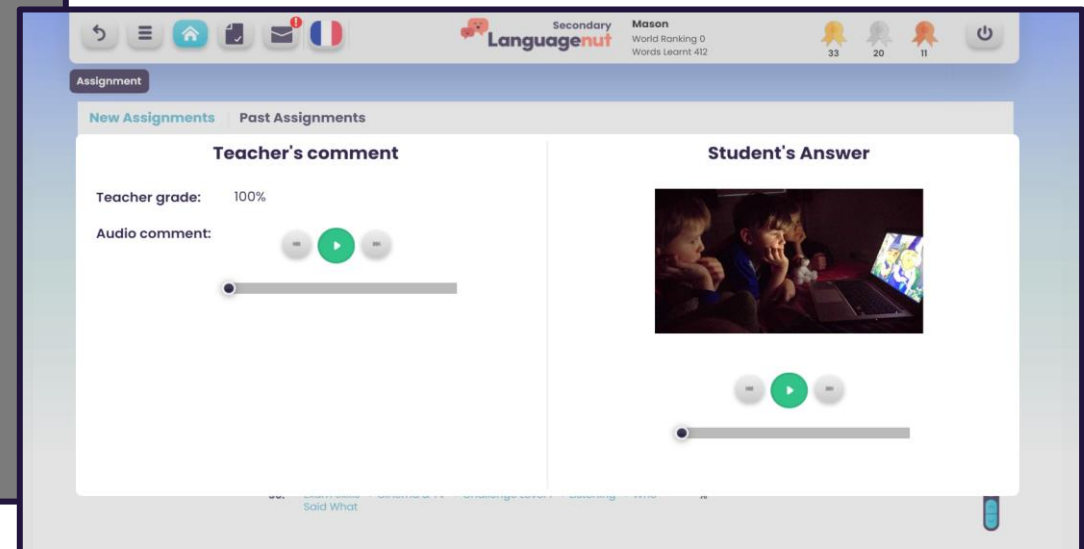 Secondary
Languagenut
Mason
World Ranking 0
Words Learnt 412
33 20 11
Assignment
New Assignments Past Assignments
Teacher's comment
Teacher grade: 100%
Audio comment:
Student's Answer
Said What